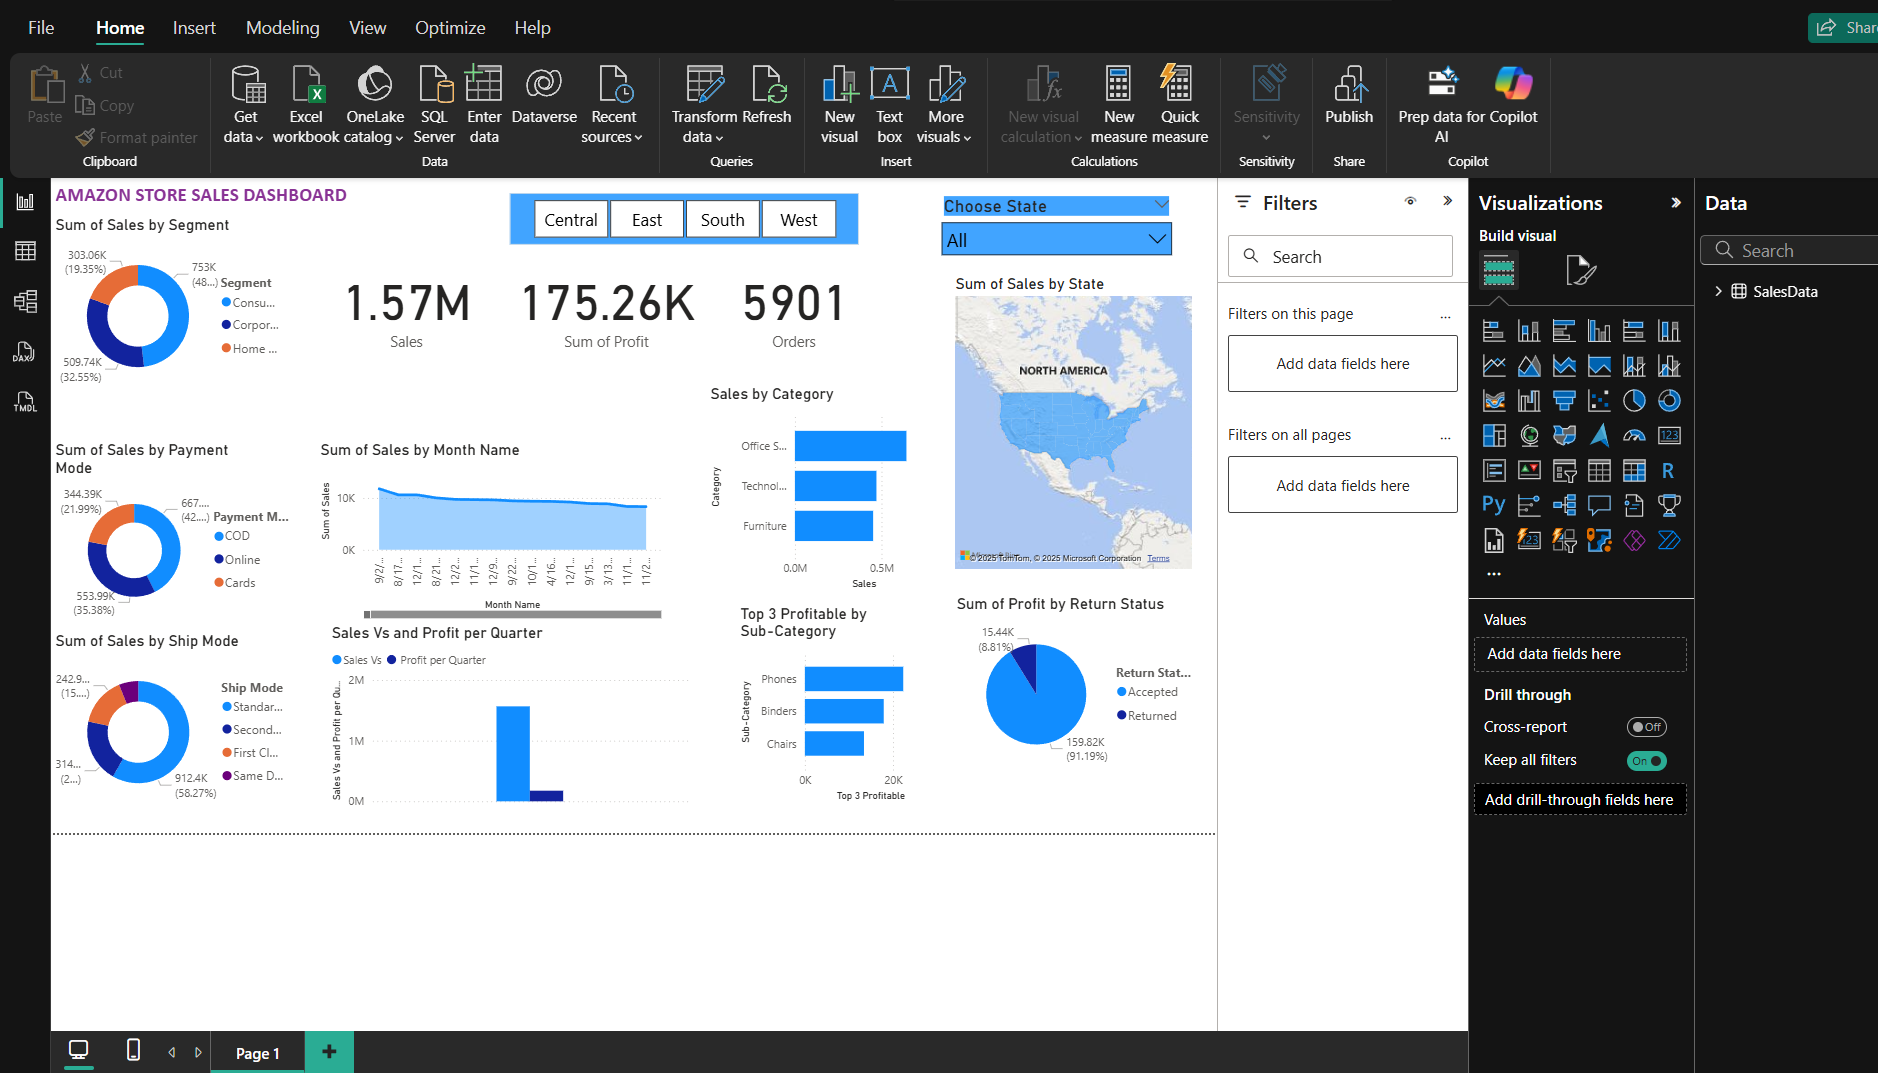 File
Home
Insert
Modeling
View
Optimize
Help
Share
Paste
Cut
Copy
Format painter
Clipboard
Get data
Excel workbook
OneLake catalog
SQL Server
Enter data
Dataverse
Recent sources
Data
Transform data
Refresh
Queries
New visual
Text box
More visuals
Insert
New visual calculation
New measure
Quick measure
Calculations
Sensitivity
Sensitivity
Publish
Share
Prep data for AI
Copilot
Copilot
DAX
TMDL
AMAZON STORE SALES DASHBOARD
Central
East
South
West
Choose State
All
Sum of Sales by Segment
303.06K
(19.35%)
753K
(48...)
509.74K
(32.55%)
Segment
Consu...
Corpor...
Home ...
1.57M
Sales
175.26K
Sum of Profit
5901
Orders
Sum of Sales by State
NORTH AMERICA
© 2025 TomTom, © 2025 Microsoft Corporation
Terms
Sales by Category
Category
Office S...
Technol...
Furniture
0.0M
0.5M
Sales
Sum of Sales by Payment
Mode
344.39K
(21.99%)
667....
(42....)
553.99K
(35.38%)
Payment M...
COD
Online
Cards
Sum of Sales by Month Name
Sum of Sales
10K
0K
9/2/...
8/17...
12/1...
8/21...
12/2...
11/1...
12/9...
9/22...
10/1...
4/16...
12/1...
9/15...
3/13...
11/1...
11/2...
Month Name
Sum of Sales by Ship Mode
242.9...
(15....)
314...
(2...)
912.4K
(58.27%)
Ship Mode
Standar...
Second...
First Cl...
Same D...
Sales Vs and Profit per Quarter
Sales Vs
Profit per Quarter
Sales Vs and Profit per Qu...
2M
1M
0M
Top 3 Profitable by
Sub-Category
Sub-Category
Phones
Binders
Chairs
0K
20K
Top 3 Profitable
Sum of Profit by Return Status
15.44K
(8.81%)
159.82K
(91.19%)
Return Stat...
Accepted
Returned
Filters
Search
Filters on this page
...
Add data fields here
Filters on all pages
...
Add data fields here
Visualizations
Build visual
123
R
Py
123
...
Values
Add data fields here
Drill through
Cross-report
Off
Keep all filters
On
Add drill-through fields here
Data
Search
SalesData
Page 1